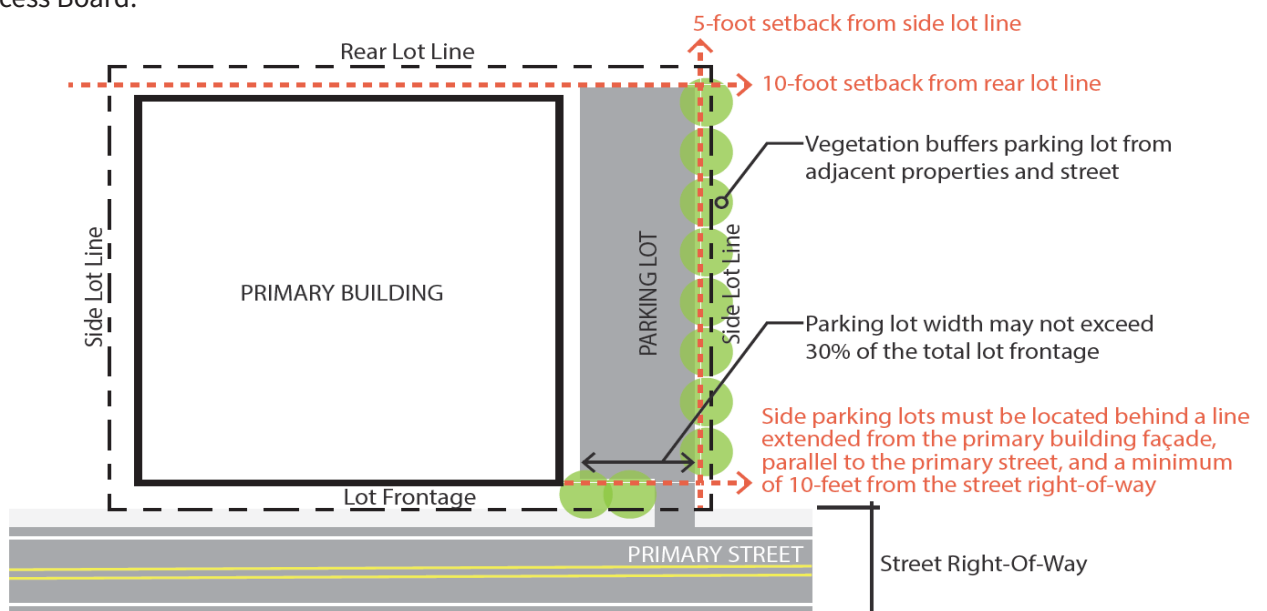 cess Board.
5-foot setback from side lot line
Rear Lot Line
10-foot setback from rear lot line
Vegetation buffers parking lot from
adjacent properties and street
Side Lot Line
PRIMARY BUILDING
PARKING LOT
Side Lot Line
Parking lot width may not exceed
30% of the total lot frontage
Side parking lots must be located behind a line
extended from the primary building façade,
parallel to the primary street, and a minimum
of 10-feet from the street right-of-way
Lot Frontage
PRIMARY STREET
Street Right-Of-Way